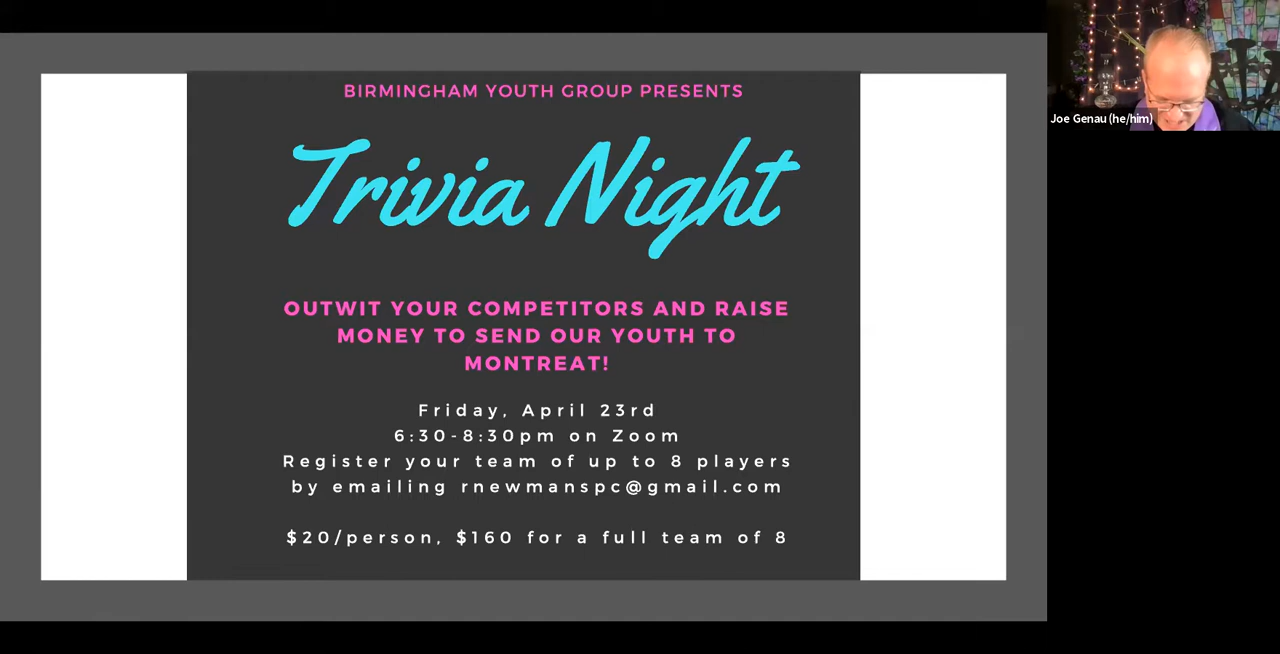 BIRMINGHAM YOUTH GROUP PRESENTS
Trivia Night
OUTWIT YOUR COMPETITORS AND RAISE
MONEY TO SEND OUR YOUTH TO
MONTREAT!
Friday, April 23rd
6:30-8:30pm on Zoom
Register your team of up to 8 players
by emailing rnewmanspc@gmail.com
$20/person, $160 for a full team of 8
Joe Genau (he/him)